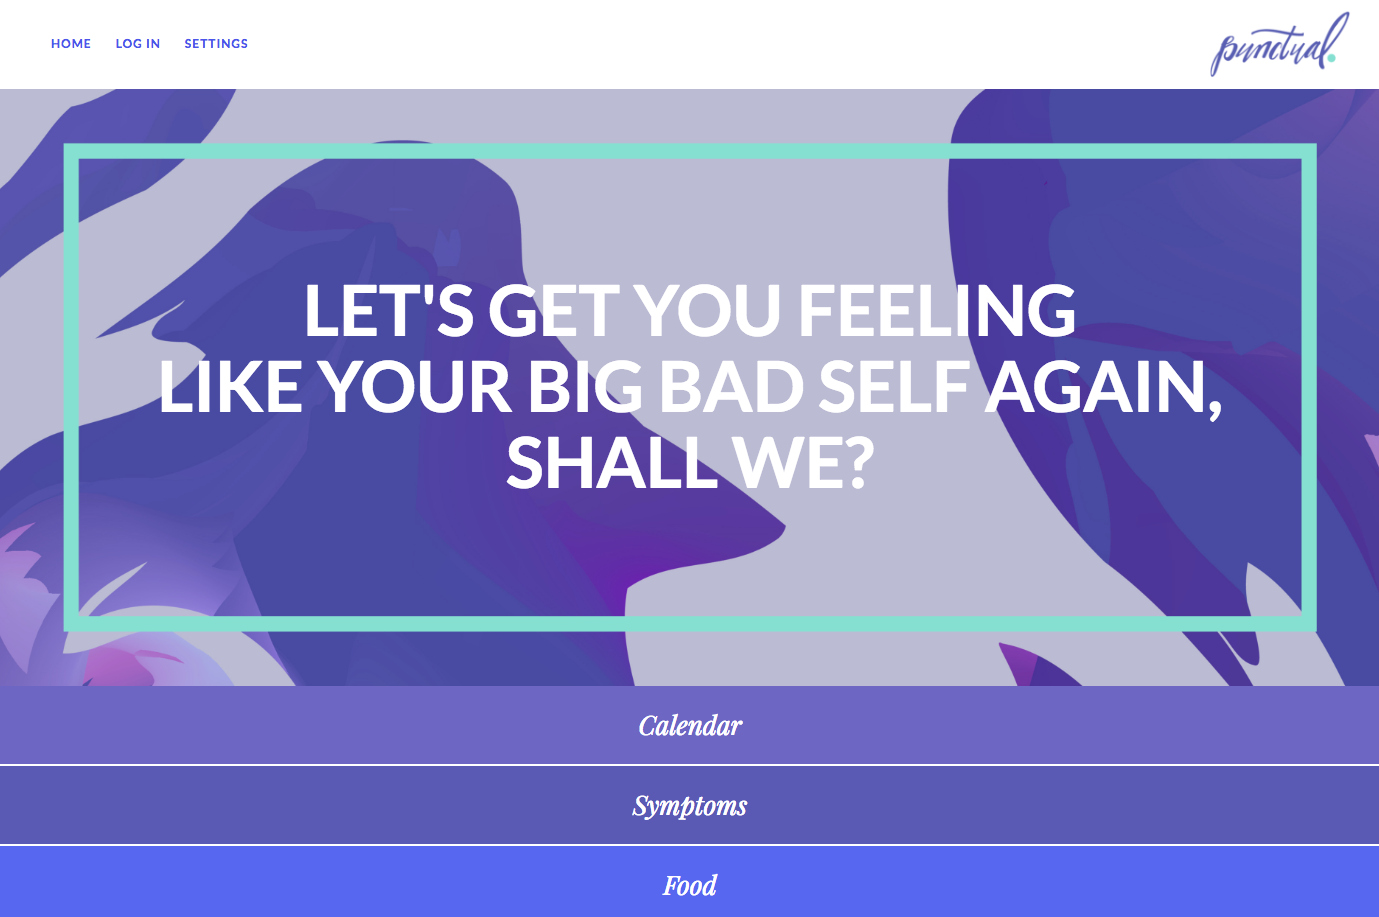 HOME LOG IN SETTINGS
punctual.
LET'S GET YOU FEELING
LIKE YOUR BIG BAD SELF AGAIN,
SHALL WE?
Calendar
Symptoms
Food